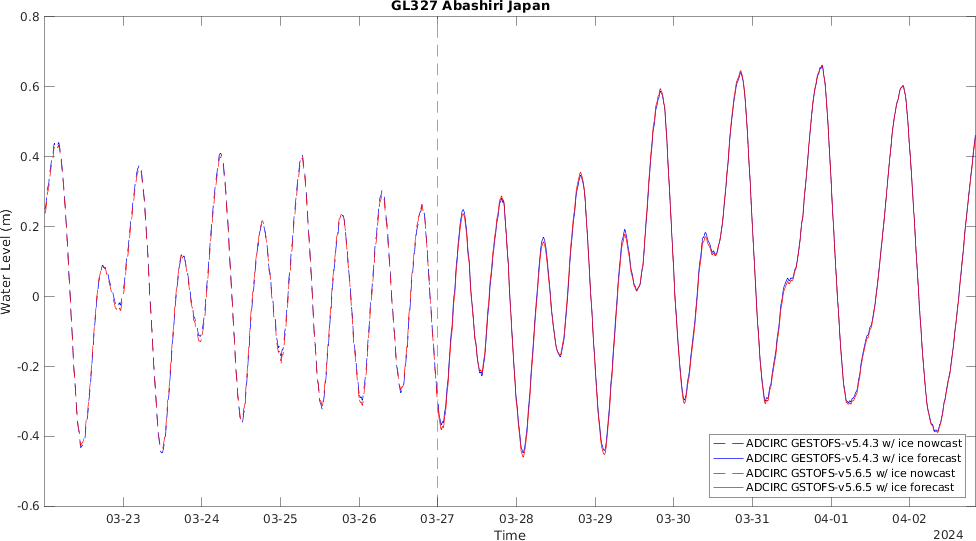 GL327 Abashiri Japan
0.8
0.6
0.4
0.2
0
-0.2
-0.4
-0.6
Water Level (m)
ADCIRC GESTOFS-v5.4.3 w/ ice nowcast
ADCIRC GESTOFS-v5.4.3 w/ ice forecast
ADCIRC GSTOFS-v5.6.5 w/ ice nowcast
ADCIRC GSTOFS-v5.6.5 w/ ice forecast
03-23 03-24 03-25 03-26 03-27 03-28 03-29 03-30 03-31 04-01 04-02
Time
2024